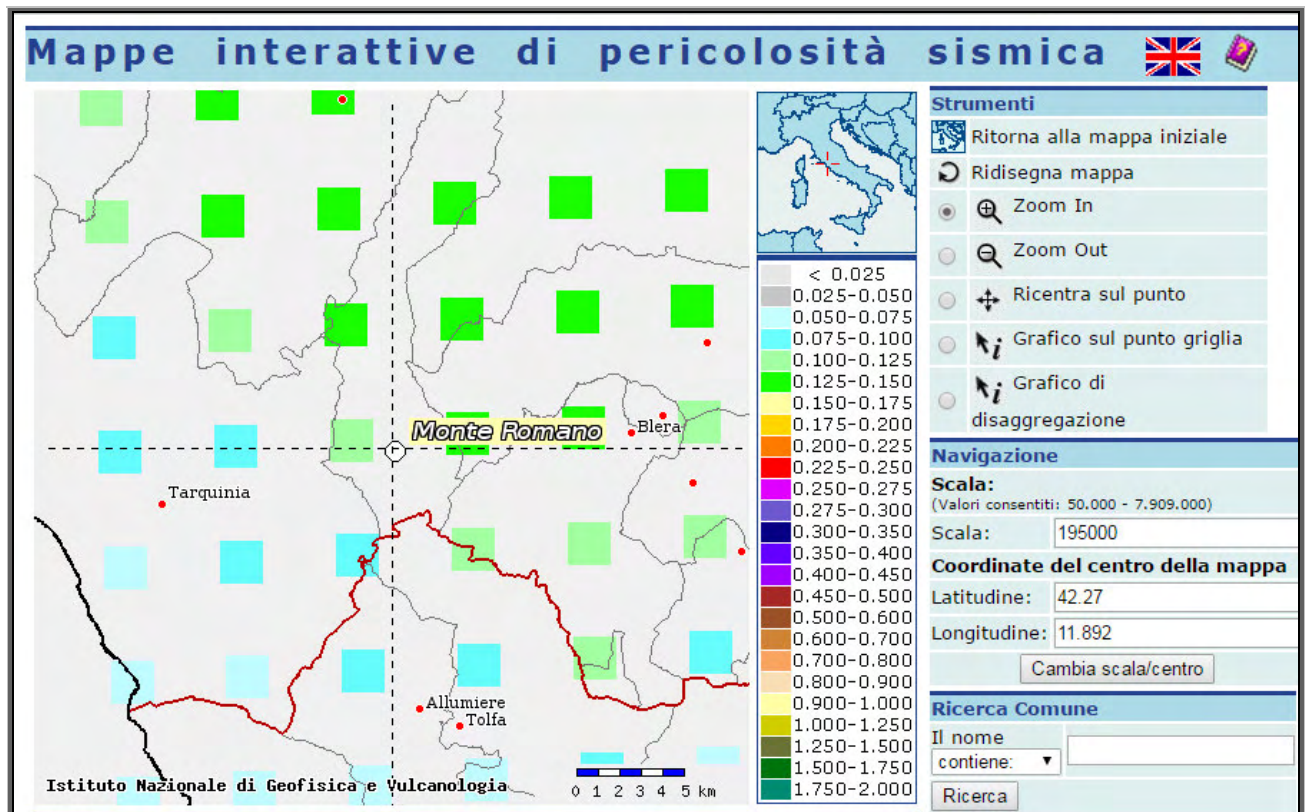 Mappe interattive di pericolosità sismica
Monte Romano
Blera
Tarquinia
Allumiere
Tolfa
Istituto Nazionale di Geofisica e Vulcanologia
0 1 2 3 4 5 km
< 0.025
0.025-0.050
0.050-0.075
0.075-0.100
0.100-0.125
0.125-0.150
0.150-0.175
0.175-0.200
0.200-0.225
0.225-0.250
0.250-0.275
0.275-0.300
0.300-0.350
0.350-0.400
0.400-0.450
0.450-0.500
0.500-0.600
0.600-0.700
0.700-0.800
0.800-0.900
0.900-1.000
1.000-1.250
1.250-1.500
1.500-1.750
1.750-2.000
Strumenti
Ritorna alla mappa iniziale
Ridisegna mappa
Zoom In
Zoom Out
Ricentra sul punto
Grafico sul punto griglia
Grafico di
disaggregazione
Navigazione
Scala:
(Valori consentiti: 50.000 - 7.909.000)
Scala: 195000
Coordinate del centro della mappa
Latitudine: 42.27
Longitudine: 11.892
Cambia scala/centro
Ricerca Comune
Il nome
contiene:
Ricerca